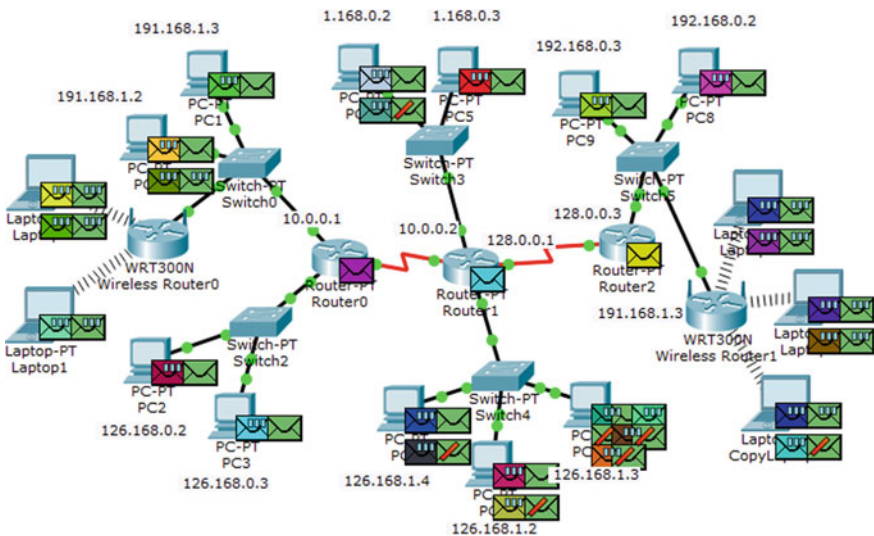 191.168.1.3
1.168.0.2
1.168.0.3
192.168.0.3
192.168.0.2
PC-PT
PC1
191.168.1.2
PC-PT
Switch-PT
Switch0
PC-PT
PC5
Switch-PT
Switch3
PC-PT
PC9
PC-PT
PC8
Switch-PT
Switch5
WRT300N
Wireless Router0
10.0.0.1
Router-PT
Router0
10.0.0.2
128.0.0.1
Router-PT
Router1
128.0.0.3
Router-PT
Router2
191.168.1.3
WRT300N
Wireless Router1
Laptop-PT
Laptop1
Switch-PT
Switch2
PC-PT
PC2
126.168.0.2
PC-PT
PC3
126.168.0.3
Switch-PT
Switch4
126.168.1.4
126.168.1.3
126.168.1.2